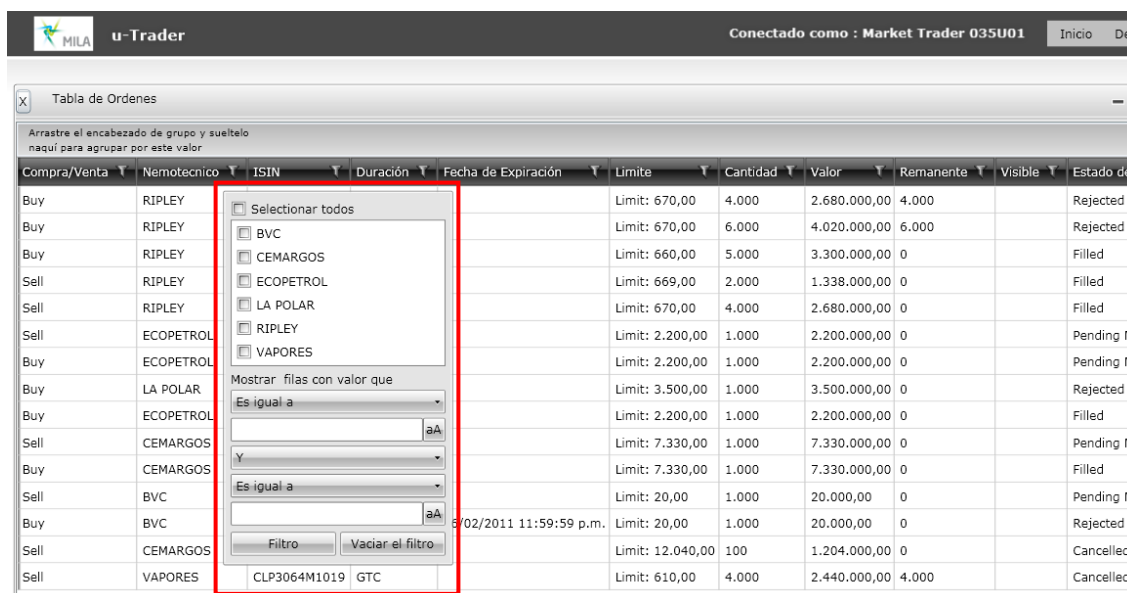 MILA u-Trader Conectado como : Market Trader 035U01 Inicio De
X Tabla de Ordenes
Arrastre el encabezado de grupo y sueltelo
naquí para agrupar por este valor
Compra/Venta Nemotecnico ISIN Duración Fecha de Expiración Limite Cantidad Valor Remanente Visible Estado de
Buy RIPLEY Limit: 670,00 4.000 2.680.000,00 4.000 Rejected
Selectionar todos
Buy RIPLEY BVC Limit: 670,00 6.000 4.020.000,00 6.000 Rejected
Buy RIPLEY CEMARGOS Limit: 660,00 5.000 3.300.000,00 0 Filled
Sell RIPLEY ECOPETROL Limit: 669,00 2.000 1.338.000,00 0 Filled
Sell RIPLEY LA POLAR Limit: 670,00 4.000 2.680.000,00 0 Filled
Sell ECOPETROL RIPLEY Limit: 2.200,00 1.000 2.200.000,00 0 Pending
Buy ECOPETROL VAPORES Limit: 2.200,00 1.000 2.200.000,00 0 Pending
Mostrar filas con valor que
Buy LA POLAR Es igual a Limit: 3.500,00 1.000 3.500.000,00 0 Rejected
Buy ECOPETROL aA Limit: 2.200,00 1.000 2.200.000,00 0 Filled
Sell CEMARGOS Y Limit: 7.330,00 1.000 7.330.000,00 0 Pending
Buy CEMARGOS Limit: 7.330,00 1.000 7.330.000,00 0 Filled
Sell BVC Es igual a Limit: 20,00 1.000 20.000,00 0 Pending
Buy BVC aA 6/02/2011 11:59:59 p.m. Limit: 20,00 1.000 20.000,00 0 Rejected
Sell CEMARGOS Filtro Vaciar el filtro Limit: 12.040,00 100 1.204.000,00 0 Cancelled
Sell VAPORES CLP3064M1019 GTC Limit: 610,00 4.000 2.440.000,00 4.000 Cancelled